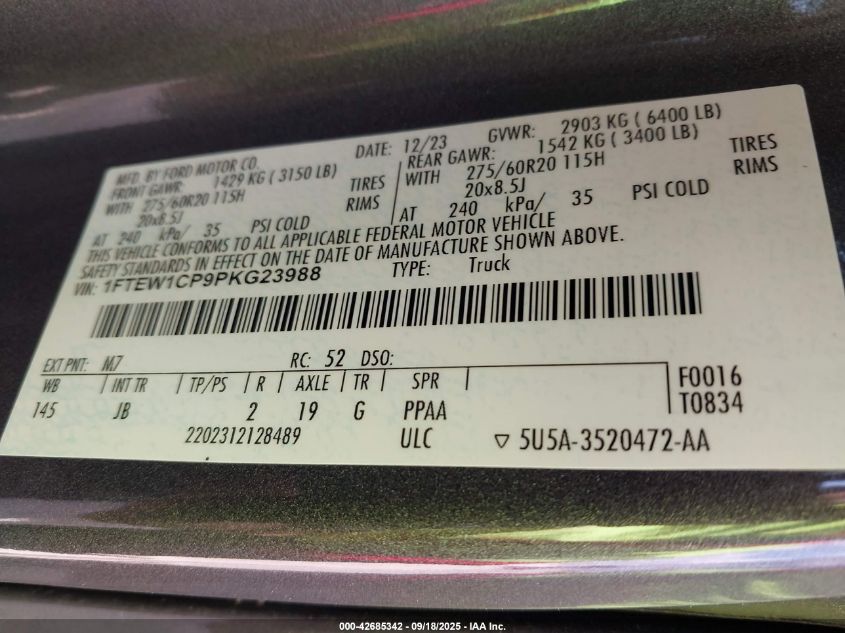 MFD. BY FORD MOTOR CO. DATE: 12/23 GVWR: 2903 KG ( 6400 LB)
FRONT GAWR: 1429 KG ( 3150 LB) REAR GAWR: 1542 KG ( 3400 LB)
WITH 275/60R20 115H TIRES WITH 275/60R20 115H TIRES
20x8.5J RIMS 20x8.5J RIMS
AT 240 kPa/ 35 PSI COLD AT 240 kPa/ 35 PSI COLD
THIS VEHICLE CONFORMS TO ALL APPLICABLE FEDERAL MOTOR VEHICLE
SAFETY STANDARDS IN EFFECT ON THE DATE OF MANUFACTURE SHOWN ABOVE.
VIN: 1FTEW1CP9PKG23988 TYPE: Truck
EXT PNT: M7 RC: 52 DSO:
WB INT TR TP/PS R AXLE TR SPR F0016
145 JB 2 19 G PPAA T0834
2202312128489 ULC ▽ 5U5A-3520472-AA
000-42685342 - 09/18/2025 - IAA Inc.